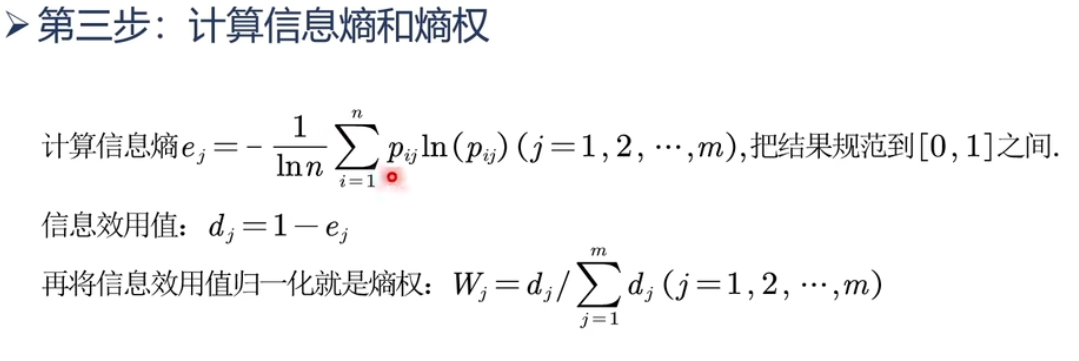 ➢ 第三步：计算信息熵和熵权
计算信息熵e_j = -\frac{1}{\ln n}\sum_{i=1}^{n} p_{ij}\ln(p_{ij}) (j=1,2,⋯,m),把结果规范到[0,1]之间.
信息效用值：d_j = 1 - e_j
再将信息效用值归一化就是熵权：W_j = d_j / \sum_{j=1}^{m} d_j (j=1,2,⋯,m)